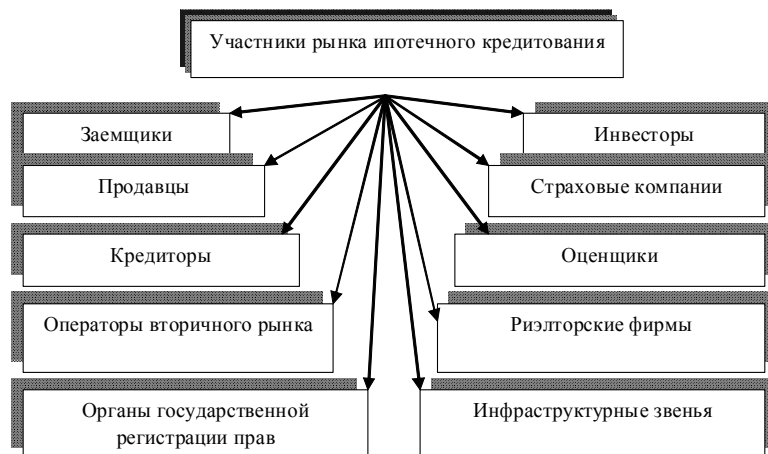 Участники рынка ипотечного кредитования
Заемщики
Инвесторы
Продавцы
Страховые компании
Кредиторы
Оценщики
Операторы вторичного рынка
Риэлторские фирмы
Органы государственной
регистрации прав
Инфраструктурные звенья